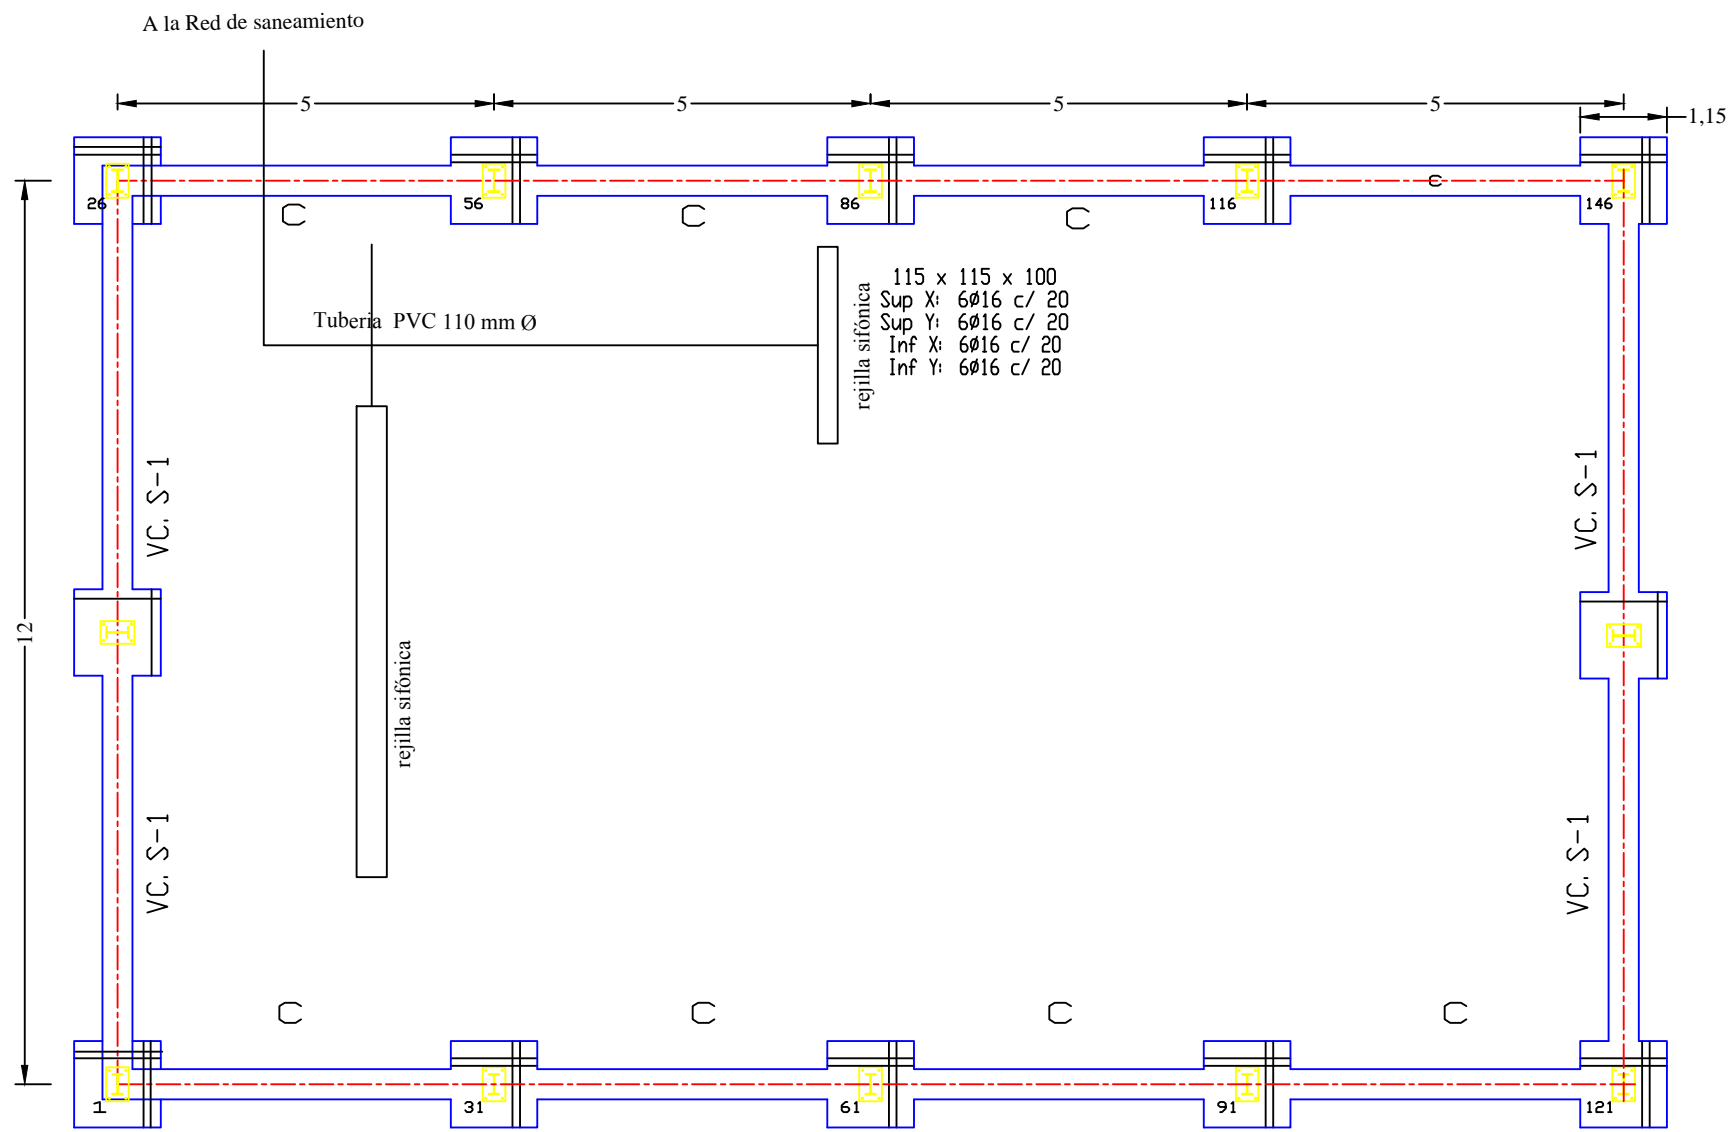 A la Red de saneamiento
5
5
5
5
1,15
26
56
86
116
146
C
C
C
C
115 x 115 x 100
Sup X: 6Ø16 c/ 20
Sup Y: 6Ø16 c/ 20
Inf X: 6Ø16 c/ 20
Inf Y: 6Ø16 c/ 20
Tuberia PVC 110 mm Ø
rejilla sifónica
VC. S-1
VC. S-1
12
rejilla sifónica
VC. S-1
VC. S-1
C
C
C
C
1
31
61
91
121